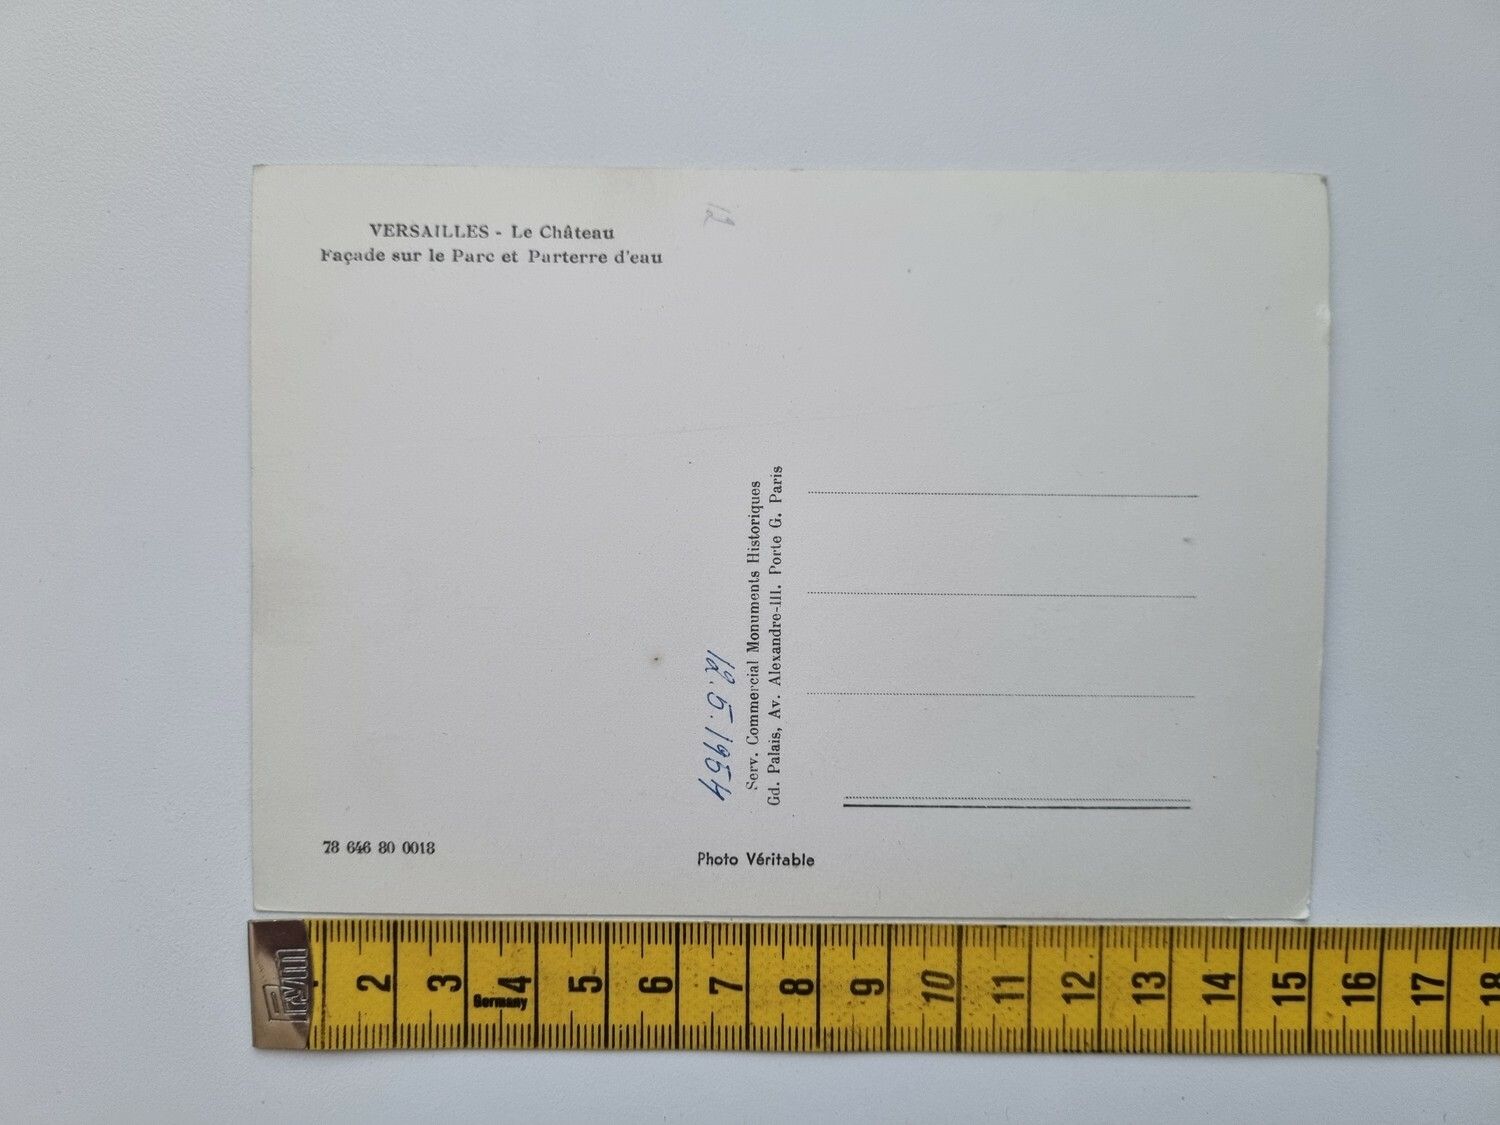 VERSAILLES - Le Château
Façade sur le Parc et Parterre d'eau
12
Serv. Commercial Monuments Historiques
Gd. Palais, Av. Alexandre-III. Porte G. Paris
12.5.1954
78 646 80 0018
Photo Véritable
Prym
2 3 4 5 6 7 8 9 10 11 12 13 14 15 16 17 18
Germany